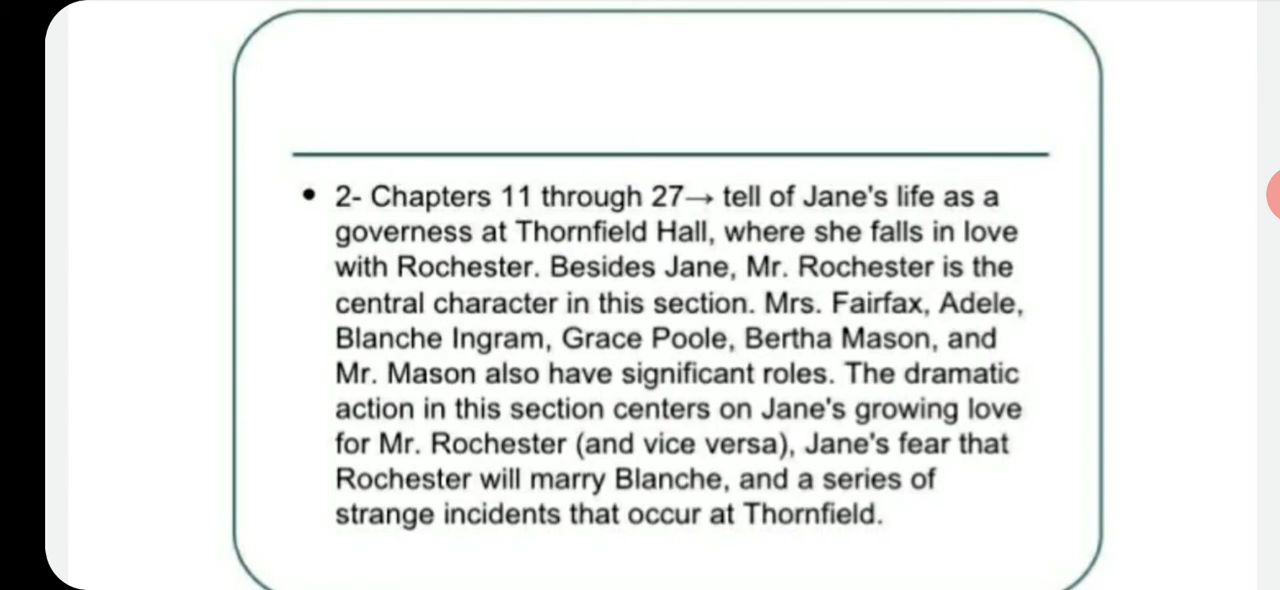 • 2- Chapters 11 through 27→ tell of Jane's life as a
governess at Thornfield Hall, where she falls in love
with Rochester. Besides Jane, Mr. Rochester is the
central character in this section. Mrs. Fairfax, Adele,
Blanche Ingram, Grace Poole, Bertha Mason, and
Mr. Mason also have significant roles. The dramatic
action in this section centers on Jane's growing love
for Mr. Rochester (and vice versa), Jane's fear that
Rochester will marry Blanche, and a series of
strange incidents that occur at Thornfield.